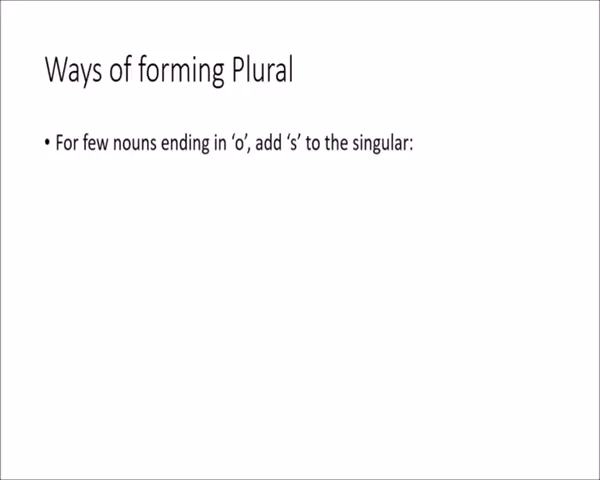 Ways of forming Plural
• For few nouns ending in ‘o’, add ‘s’ to the singular: